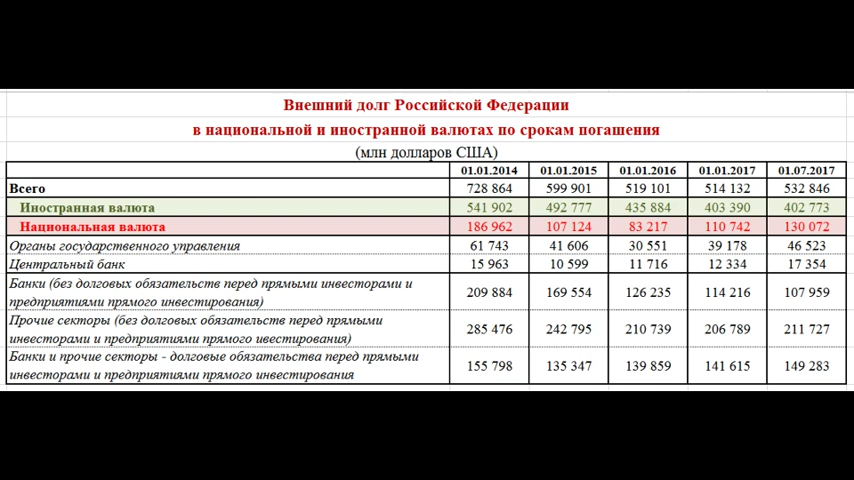 Внешний долг Российской Федерации
в национальной и иностранной валютах по срокам погашения
(млн долларов США)
01.01.2014 01.01.2015 01.01.2016 01.01.2017 01.07.2017
Всего 728 864 599 901 519 101 514 132 532 846
Иностранная валюта 541 902 492 777 435 884 403 390 402 773
Национальная валюта 186 962 107 124 83 217 110 742 130 072
Органы государственного управления 61 743 41 606 30 551 39 178 46 523
Центральный банк 15 963 10 599 11 716 12 334 17 354
Банки (без долговых обязательств перед прямыми инвесторами и
предприятиями прямого инвестирования) 209 884 169 554 126 235 114 216 107 959
Прочие секторы (без долговых обязательств перед прямыми
инвесторами и предприятиями прямого ивестирования) 285 476 242 795 210 739 206 789 211 727
Банки и прочие секторы - долговые обязательства перед прямыми
инвесторами и предприятиями прямого инвестирования 155 798 135 347 139 859 141 615 149 283